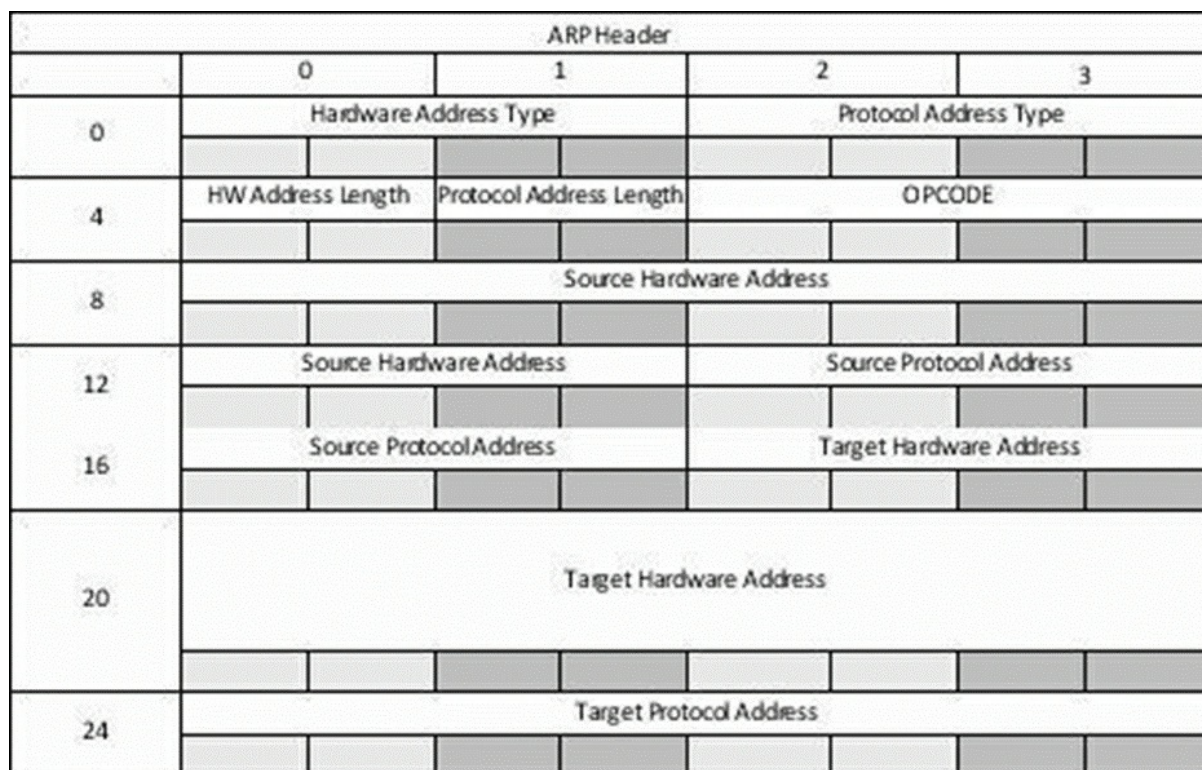 ARP Header
0 1 2 3
0 Hardware Address Type Protocol Address Type
4 HW Address Length Protocol Address Length OPCODE
8 Source Hardware Address
12 Source Hardware Address Source Protocol Address
16 Source Protocol Address Target Hardware Address
20 Target Hardware Address
24 Target Protocol Address